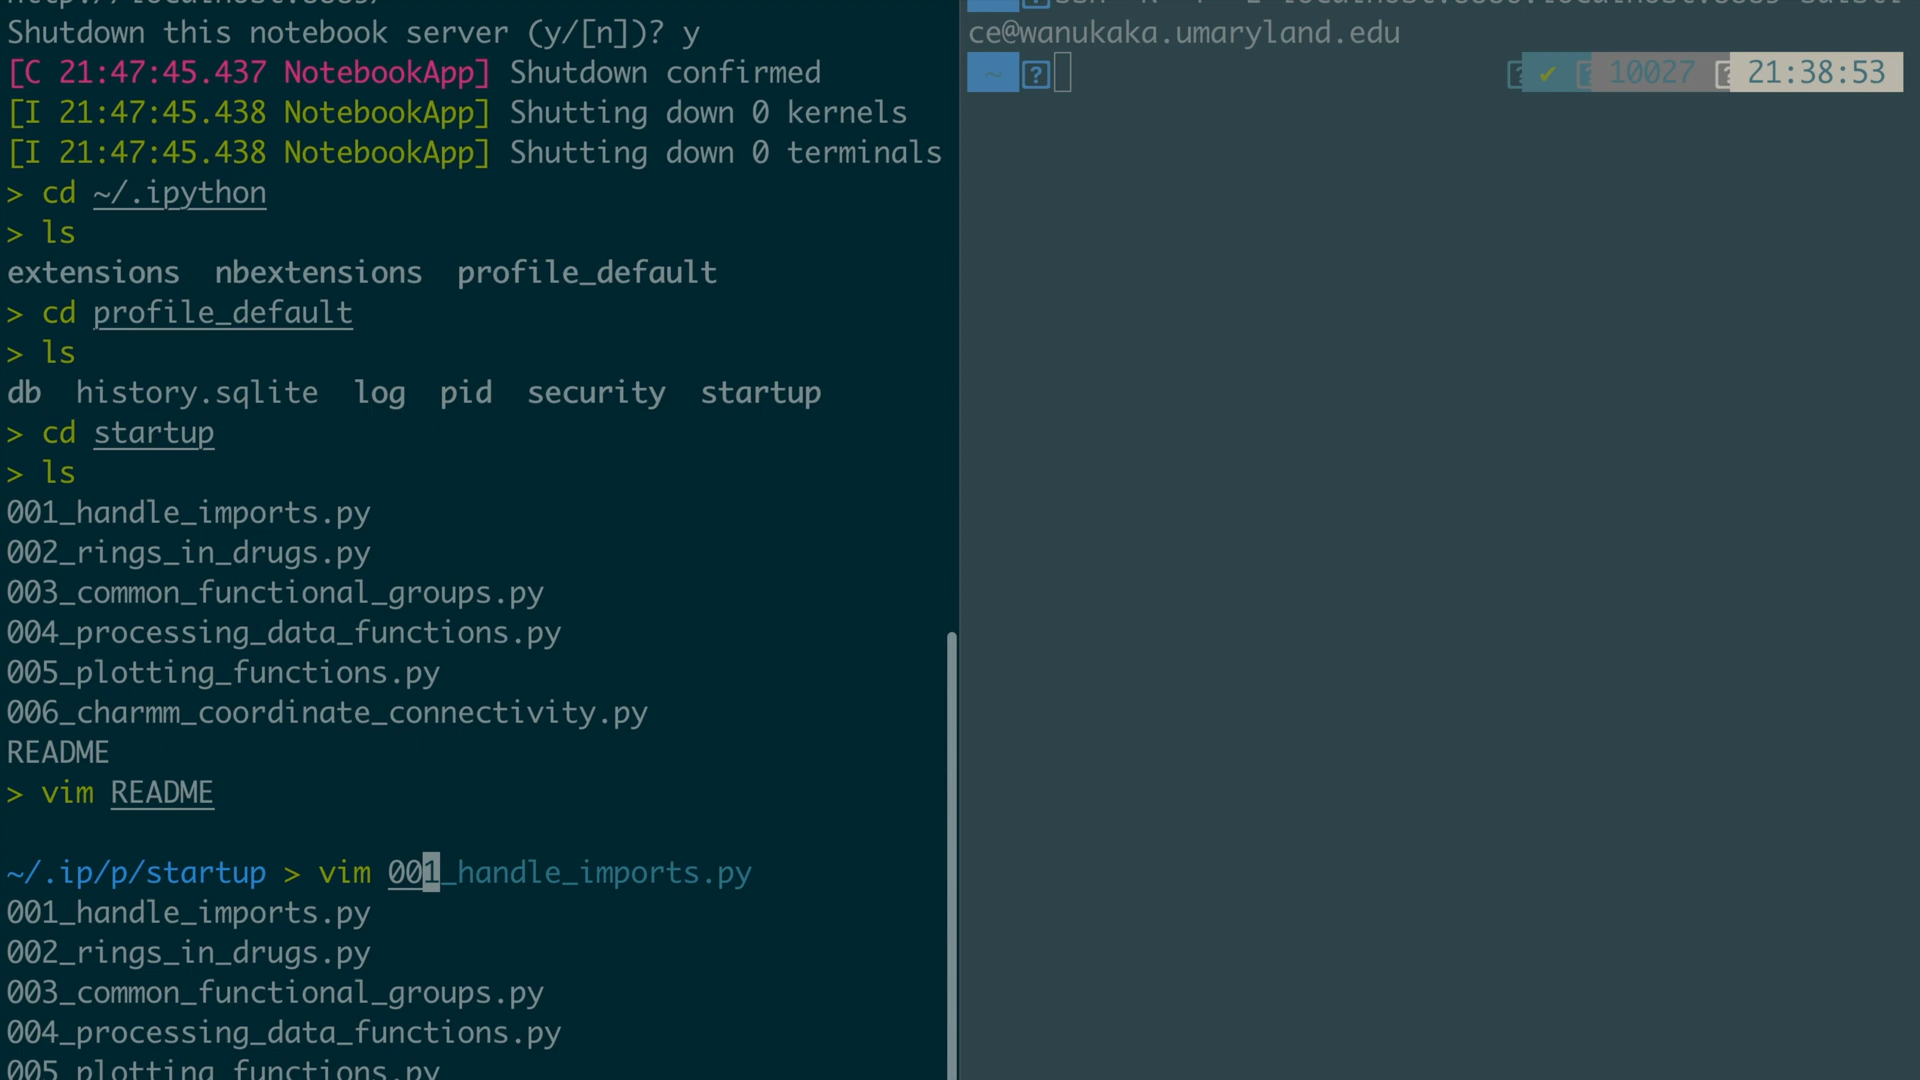 Shutdown this notebook server (y/[n])? y
[C 21:47:45.437 NotebookApp] Shutdown confirmed
[I 21:47:45.438 NotebookApp] Shutting down 0 kernels
[I 21:47:45.438 NotebookApp] Shutting down 0 terminals
> cd ~/.ipython
> ls
extensions  nbextensions  profile_default
> cd profile_default
> ls
db  history.sqlite  log  pid  security  startup
> cd startup
> ls
001_handle_imports.py
002_rings_in_drugs.py
003_common_functional_groups.py
004_processing_data_functions.py
005_plotting_functions.py
006_charmm_coordinate_connectivity.py
README
> vim README
~/.ip/p/startup > vim 001_handle_imports.py
001_handle_imports.py
002_rings_in_drugs.py
003_common_functional_groups.py
004_processing_data_functions.py
005_plotting_functions.py
ce@wanukaka.umaryland.edu
~ ? ? ✔ 10027 21:38:53